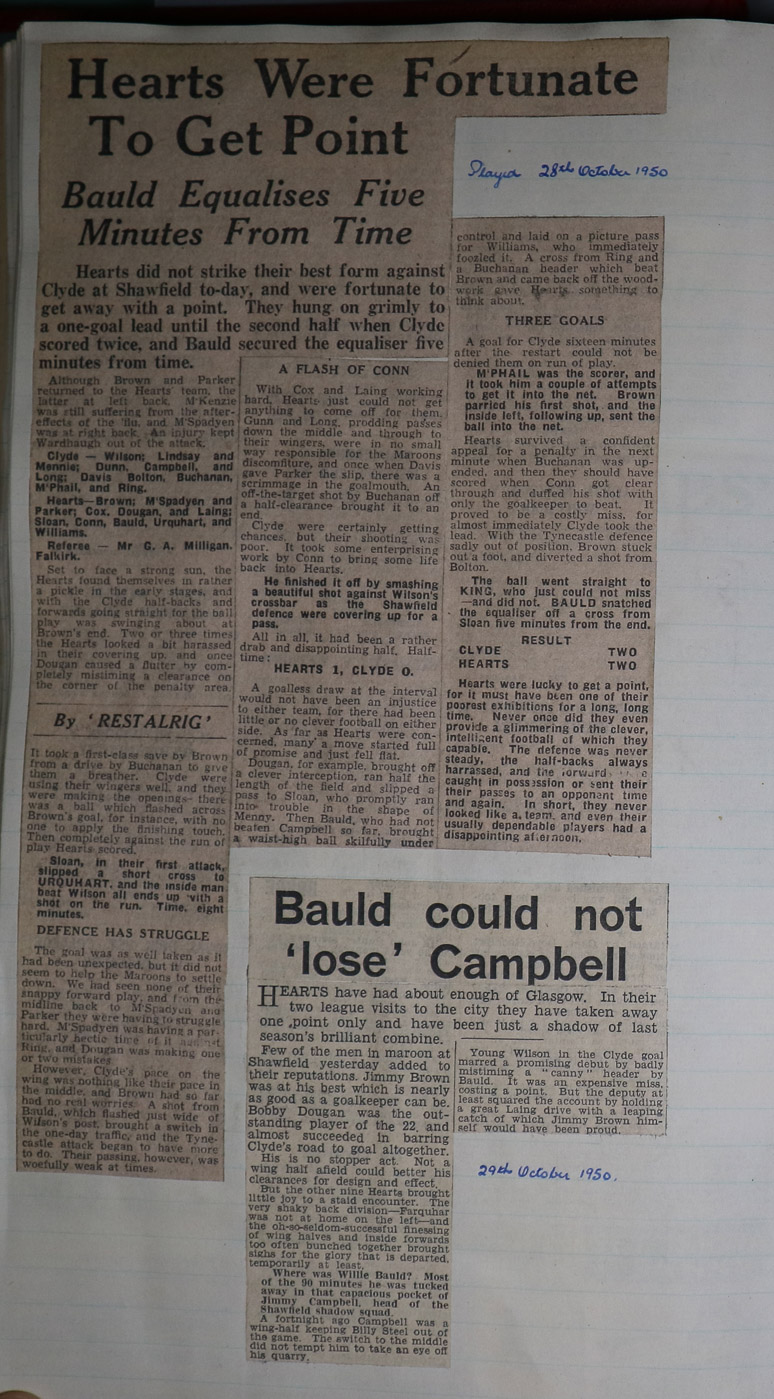 Hearts Were Fortunate
To Get Point
Bauld Equalises Five
Minutes From Time
Hearts did not strike their best form against
Clyde at Shawfield to-day, and were fortunate to
get away with a point. They hung on grimly to
a one-goal lead until the second half when Clyde
scored twice, and Bauld secured the equaliser five
minutes from time.
Although Brown and Parker
returned to the Hearts' team, the
latter at left back, M'Kenzie
was still suffering from the after-
effects of the 'flu, and M'Spadyen
was at right back. An injury kept
Wardhaugh out of the attack.
Clyde — Wilson; Lindsay and
Mennie; Dunn, Campbell, and
Long; Davis Bolton, Buchanan,
M'Phail, and Ring.
Hearts—Brown; M'Spadyen and
Parker; Cox, Dougan, and Laing;
Sloan, Conn, Bauld, Urquhart, and
Williams.
Referee — Mr G. A. Milligan,
Falkirk.
Set to face a strong sun, the
Hearts found themselves in rather
a pickle in the early stages, and
with the Clyde half-backs and
forwards going straight for the ball
play was swinging about at
Brown's end. Two or three times
the Hearts looked a bit harassed
in their covering up, and once
Dougan caused a flutter by com-
pletely mistiming a clearance on
the corner of the penalty area.
By 'RESTALRIG'
It took a first-class save by Brown
from a drive by Buchanan to give
them a breather. Clyde were
using their wingers well, and they
were making the openings—there
was a ball which flashed across
Brown's goal, for instance, with no
one to apply the finishing touch.
Then completely against the run of
play Hearts scored.
Sloan, in their first attack,
slipped a short cross to
URQUHART, and the inside man
beat Wilson all ends up with a
shot on the run. Time, eight
minutes.
DEFENCE HAS STRUGGLE
The goal was as well taken as it
had been unexpected, but it did not
seem to help the Maroons to settle
down. We had seen none of their
snappy forward play, and from the
midline back to M'Spadyen and
Parker they were having to struggle
hard. M'Spadyen was having a par-
ticularly hectic time of it against
Ring, and Dougan was making one
or two mistakes.
However, Clyde's pace on the
wing was nothing like their pace in
the middle, and Brown had so far
had no real worries. A shot from
Bauld, which flashed just wide of
Wilson's post, brought a switch in
the one-day traffic, and the Tyne-
castle attack began to have more
to do. Their passing, however, was
woefully weak at times.
A FLASH OF CONN
With Cox and Laing working
hard, Hearts just could not get
anything to come off for them.
Gunn and Long, prodding passes
down the middle and through to
their wingers, were in no small
way responsible for the Maroons
discomfiture, and once when Davis
gave Parker the slip, there was a
scrimmage in the goalmouth. An
off-the-target shot by Buchanan off
a half-clearance brought it to an
end.
Clyde were certainly getting
chances, but their shooting was
poor. It took some enterprising
work by Conn to bring some life
back into Hearts.
He finished it off by smashing
a beautiful shot against Wilson's
crossbar as the Shawfield
defence were covering up for a
pass.
All in all, it had been a rather
drab and disappointing half. Half-
time:
HEARTS 1, CLYDE 0.
A goalless draw at the interval
would not have been an injustice
to either team, for there had been
little or no clever football on either
side. As far as Hearts were con-
cerned, many a move started full
of promise and just fell flat.
Dougan, for example, brought off
a clever interception, ran half the
length of the field and slipped a
pass to Sloan, who promptly ran
into trouble in the shape of
Menny. Then Bauld, who had not
beaten Campbell so far, brought
a waist-high ball skilfully under
Played 28th October 1950
control and laid on a picture pass
for Williams, who immediately
foozled it. A cross from Ring and
a Buchanan header which beat
Brown and came back off the wood-
work gave Hearts something to
think about.
THREE GOALS
A goal for Clyde sixteen minutes
after the restart could not be
denied them on run of play.
M'PHAIL was the scorer, and
it took him a couple of attempts
to get it into the net. Brown
parried his first shot, and the
inside left, following up, sent the
ball into the net.
Hearts survived a confident
appeal for a penalty in the next
minute when Buchanan was up-
ended, and then they should have
scored when Conn got clear
through and duffed his shot with
only the goalkeeper to beat. It
proved to be a costly miss, for
almost immediately Clyde took the
lead. With the Tynecastle defence
sadly out of position, Brown stuck
out a foot, and diverted a shot from
Bolton.
The ball went straight to
KING, who just could not miss
—and did not. BAULD snatched
the equaliser off a cross from
Sloan five minutes from the end.
RESULT
CLYDE TWO
HEARTS TWO
Hearts were lucky to get a point,
for it must have been one of their
poorest exhibitions for a long, long
time. Never once did they even
provide a glimmering of the clever,
intelligent football of which they
capable. The defence was never
steady, the half-backs always
harrassed, and the forwards
caught in possession or sent their
their passes to an opponent time
and again. In short, they never
looked like a team, and even their
usually dependable players had a
disappointing afternoon.
Bauld could not
'lose' Campbell
HEARTS have had about enough of Glasgow. In their
two league visits to the city they have taken away
one point only and have been just a shadow of last
season's brilliant combine.
Few of the men in maroon at
Shawfield yesterday added to
their reputations. Jimmy Brown
was at his best which is nearly
as good as a goalkeeper can be.
Bobby Dougan was the out-
standing player of the 22, and
almost succeeded in barring
Clyde's road to goal altogether.
His is no stopper act. Not a
wing half afield could better his
clearances for design and effect.
But the other nine Hearts brought
little joy to a staid encounter. The
very shaky back division—Farquhar
was not at home on the left—and
the oh-so-seldom-successful finessing
of wing halves and inside forwards
too often bunched together brought
sighs for the glory that is departed,
temporarily at least.
Where was Willie Bauld? Most
of the 90 minutes he was tucked
away in that capacious pocket of
Jimmy Campbell, head of the
Shawfield shadow squad.
A fortnight ago Campbell was a
wing-half keeping Billy Steel out of
the game. The switch to the middle
did not tempt him to take an eye off
his quarry.
Young Wilson in the Clyde goal
marred a promising debut by badly
mistiming a "canny" header by
Bauld. It was an expensive miss,
costing a point. But the deputy at
least squared the account by holding
a great Laing drive with a leaping
catch of which Jimmy Brown him-
self would have been proud.
29th October 1950.